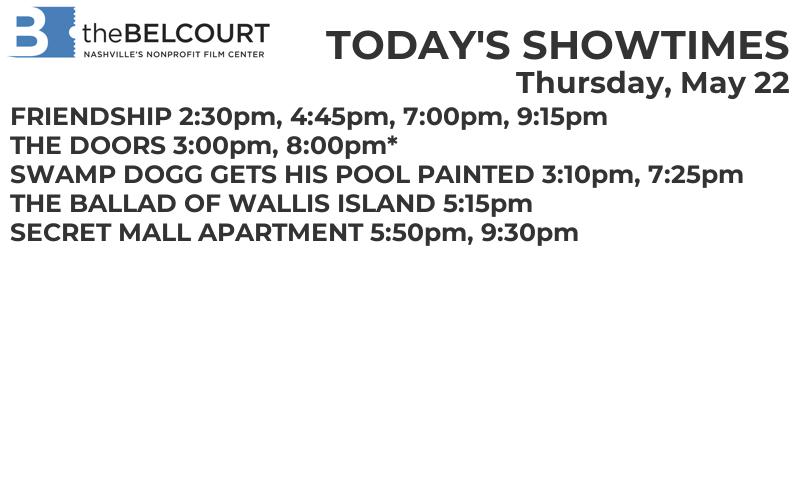 B theBELCOURT
NASHVILLE'S NONPROFIT FILM CENTER
TODAY'S SHOWTIMES
Thursday, May 22
FRIENDSHIP 2:30pm, 4:45pm, 7:00pm, 9:15pm
THE DOORS 3:00pm, 8:00pm*
SWAMP DOGG GETS HIS POOL PAINTED 3:10pm, 7:25pm
THE BALLAD OF WALLIS ISLAND 5:15pm
SECRET MALL APARTMENT 5:50pm, 9:30pm